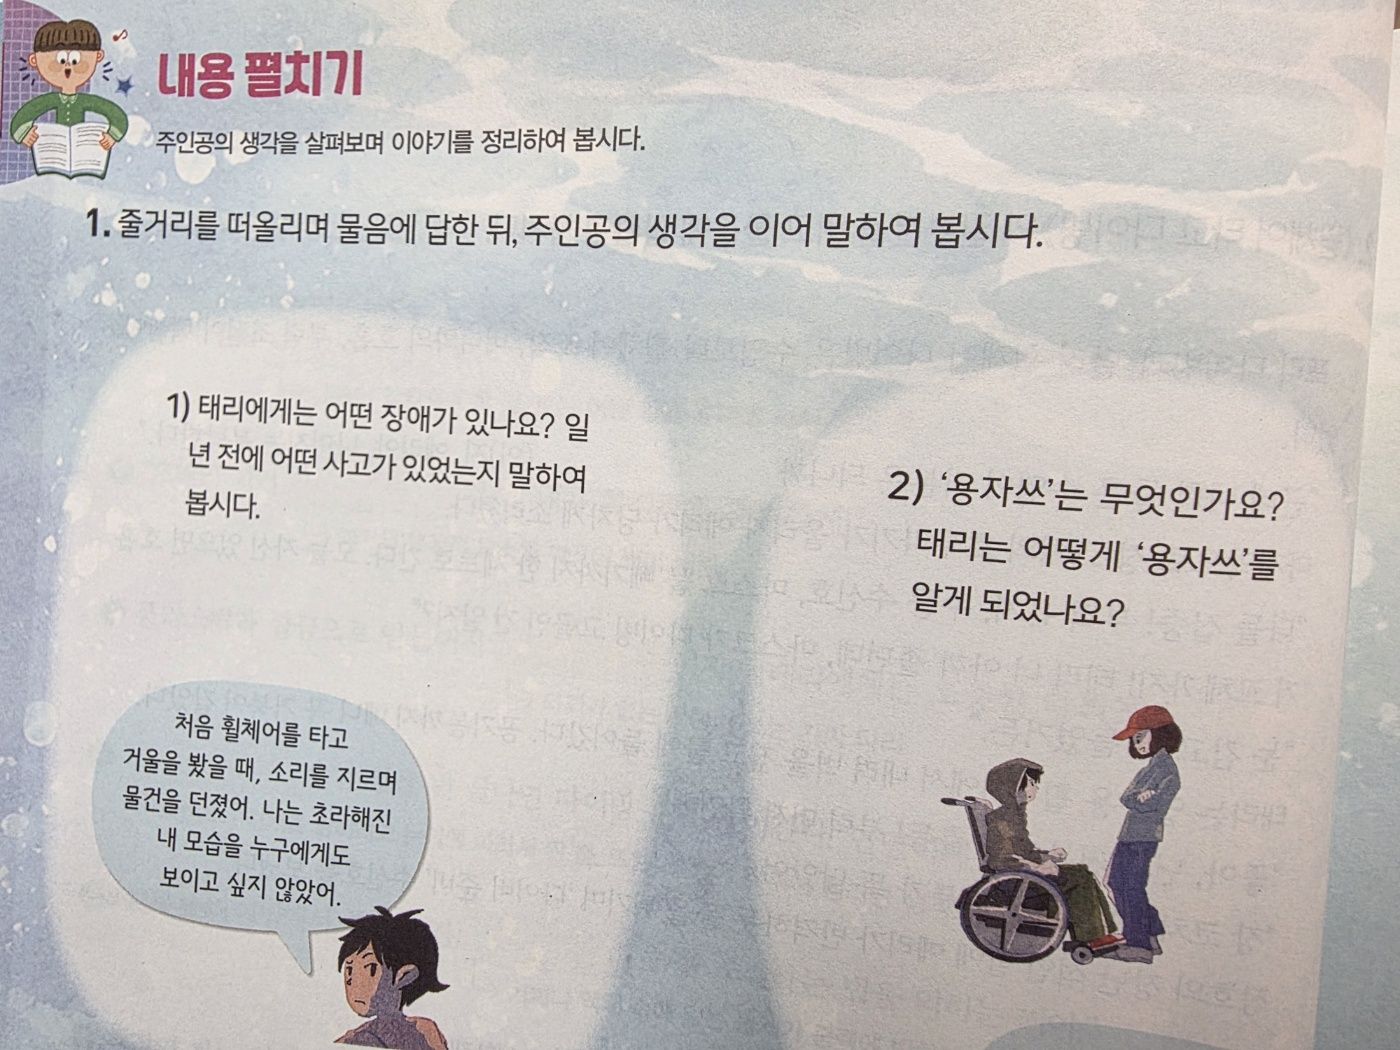 내용 펼치기
주인공의 생각을 살펴보며 이야기를 정리하여 봅시다.
1. 줄거리를 떠올리며 물음에 답한 뒤, 주인공의 생각을 이어 말하여 봅시다.
1) 태리에게는 어떤 장애가 있나요? 일
년 전에 어떤 사고가 있었는지 말하여
봅시다.
2) ‘용자쓰’는 무엇인가요?
태리는 어떻게 ‘용자쓰’를
알게 되었나요?
처음 휠체어를 타고
거울을 봤을 때, 소리를 지르며
물건을 던졌어. 나는 초라해진
내 모습을 누구에게도
보이고 싶지 않았어.